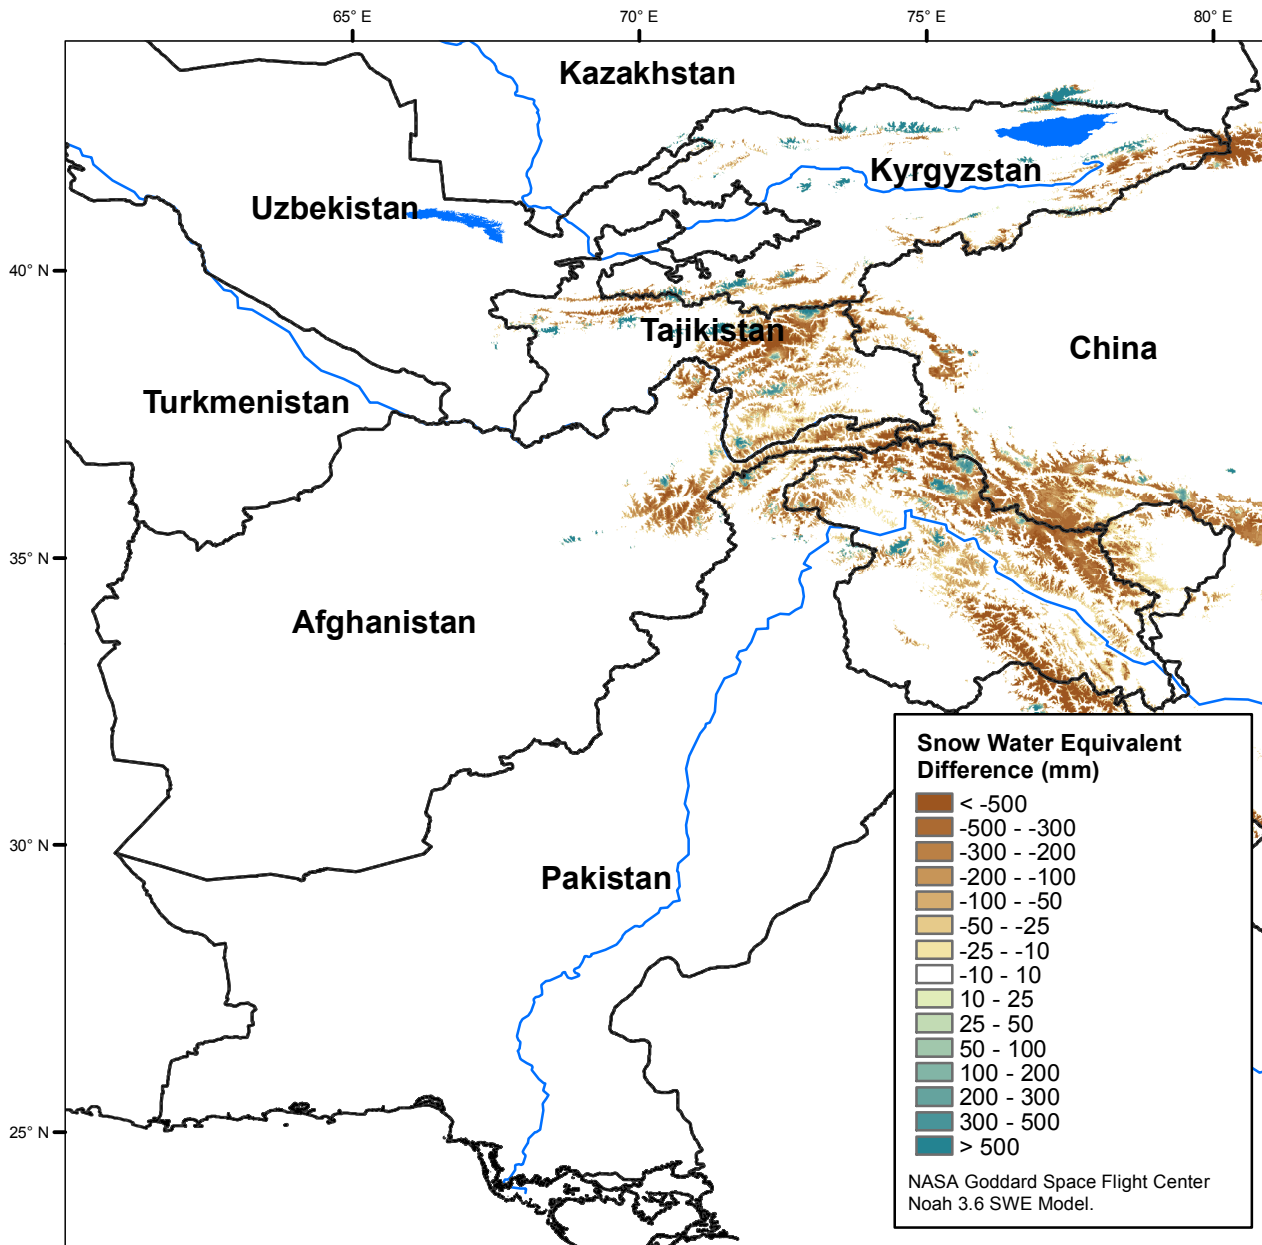 65° E
70° E
75° E
80° E
Kazakhstan
Kyrgyzstan
Uzbekistan
40° N
Tajikistan
China
Turkmenistan
35° N
Afghanistan
30° N
Pakistan
25° N
Snow Water Equivalent
Difference (mm)
< -500
-500 - -300
-300 - -200
-200 - -100
-100 - -50
-50 - -25
-25 - -10
-10 - 10
10 - 25
25 - 50
50 - 100
100 - 200
200 - 300
300 - 500
> 500
NASA Goddard Space Flight Center
Noah 3.6 SWE Model.